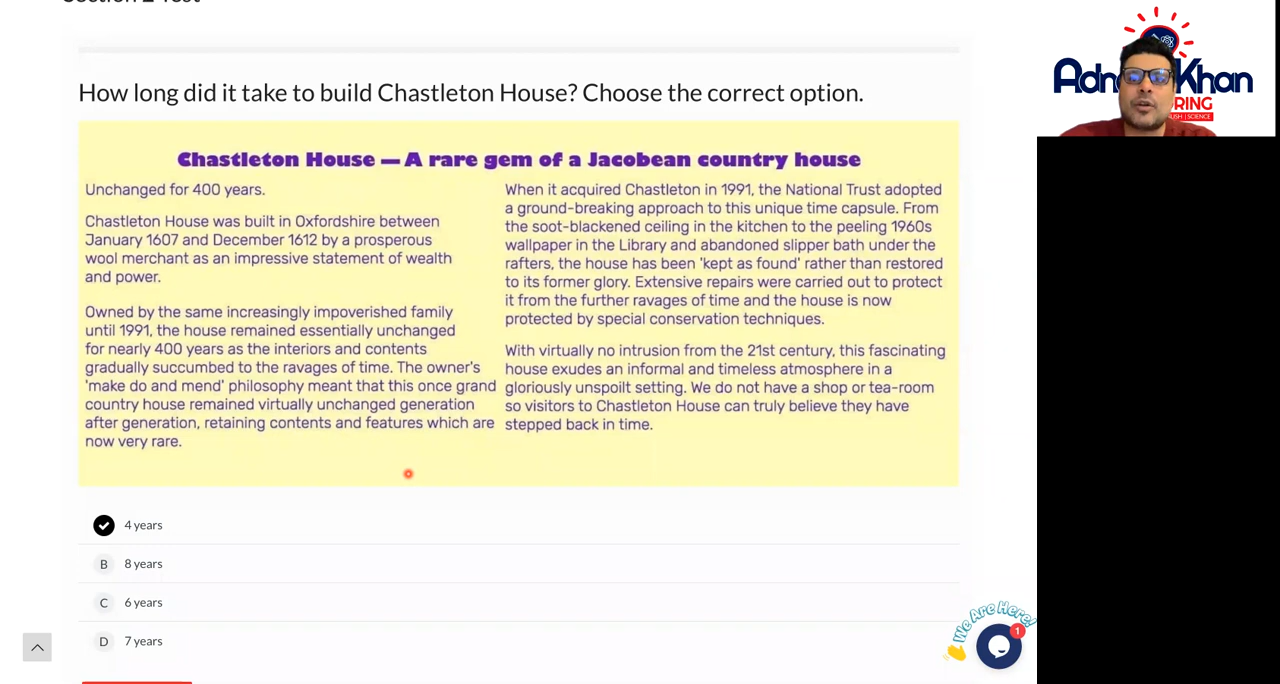 How long did it take to build Chastleton House? Choose the correct option.
Chastleton House — A rare gem of a Jacobean country house
Unchanged for 400 years.
Chastleton House was built in Oxfordshire between
January 1607 and December 1612 by a prosperous
wool merchant as an impressive statement of wealth
and power.
Owned by the same increasingly impoverished family
until 1991, the house remained essentially unchanged
for nearly 400 years as the interiors and contents
gradually succumbed to the ravages of time. The owner's
'make do and mend' philosophy meant that this once grand
country house remained virtually unchanged generation
after generation, retaining contents and features which are
now very rare.
When it acquired Chastleton in 1991, the National Trust adopted
a ground-breaking approach to this unique time capsule. From
the soot-blackened ceiling in the kitchen to the peeling 1960s
wallpaper in the Library and abandoned slipper bath under the
rafters, the house has been 'kept as found' rather than restored
to its former glory. Extensive repairs were carried out to protect
it from the further ravages of time and the house is now
protected by special conservation techniques.
With virtually no intrusion from the 21st century, this fascinating
house exudes an informal and timeless atmosphere in a
gloriously unspoilt setting. We do not have a shop or tea-room
so visitors to Chastleton House can truly believe they have
stepped back in time.
4 years
B 8 years
C 6 years
D 7 years
We Are Here!
1
Khan
RING